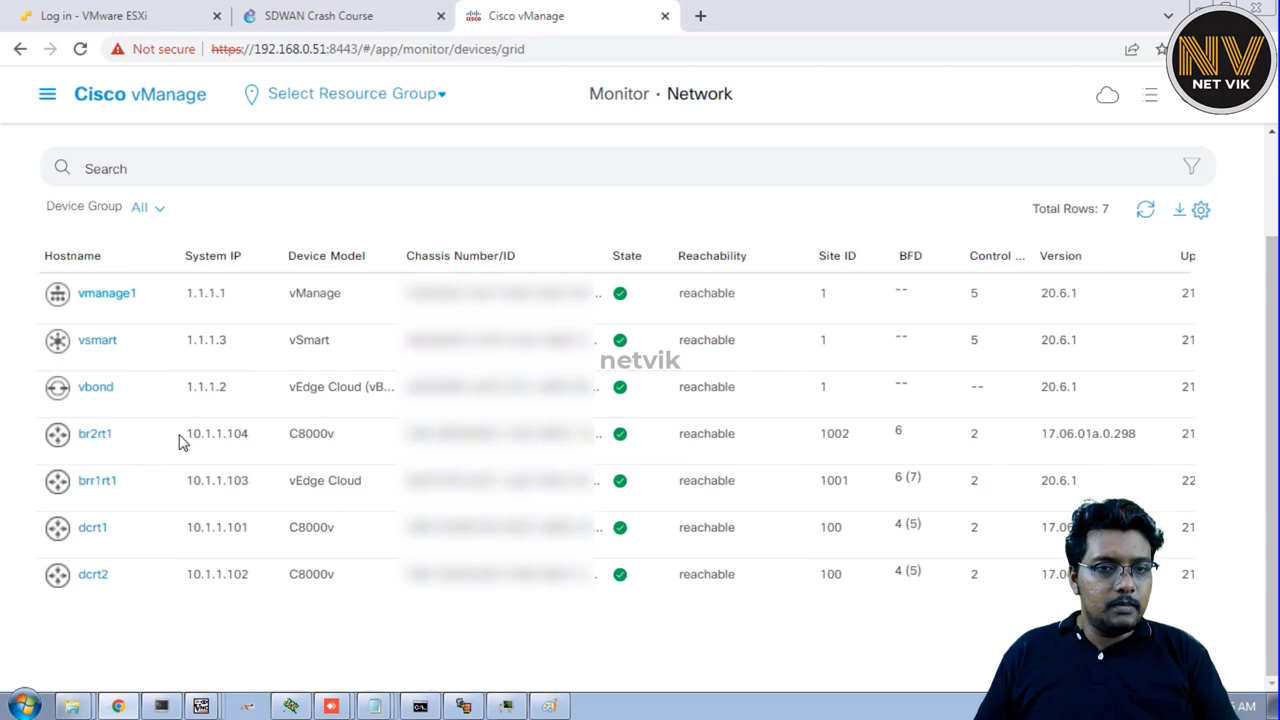 Log in - VMware ESXi
SDWAN Crash Course
Cisco vManage
Not secure https://192.168.0.51:8443/#/app/monitor/devices/grid
NV
NET VIK
Cisco vManage Select Resource Group Monitor · Network
Search
Device Group All Total Rows: 7
Hostname System IP Device Model Chassis Number/ID State Reachability Site ID BFD Control ... Version Up
vmanage1 1.1.1.1 vManage ... reachable 1 -- 5 20.6.1 21
vsmart 1.1.1.3 vSmart . reachable 1 -- 5 20.6.1 21
netvik
vbond 1.1.1.2 vEdge Cloud (vB... .. reachable 1 -- -- 20.6.1 21
br2rt1 10.1.1.104 C8000v .. reachable 1002 6 2 17.06.01a.0.298 21
brr1rt1 10.1.1.103 vEdge Cloud ... reachable 1001 6 (7) 2 20.6.1 22
dcrt1 10.1.1.101 C8000v ... reachable 100 4 (5) 2 17.06 21
dcrt2 10.1.1.102 C8000v . reachable 100 4 (5) 2 17.0 21
AM